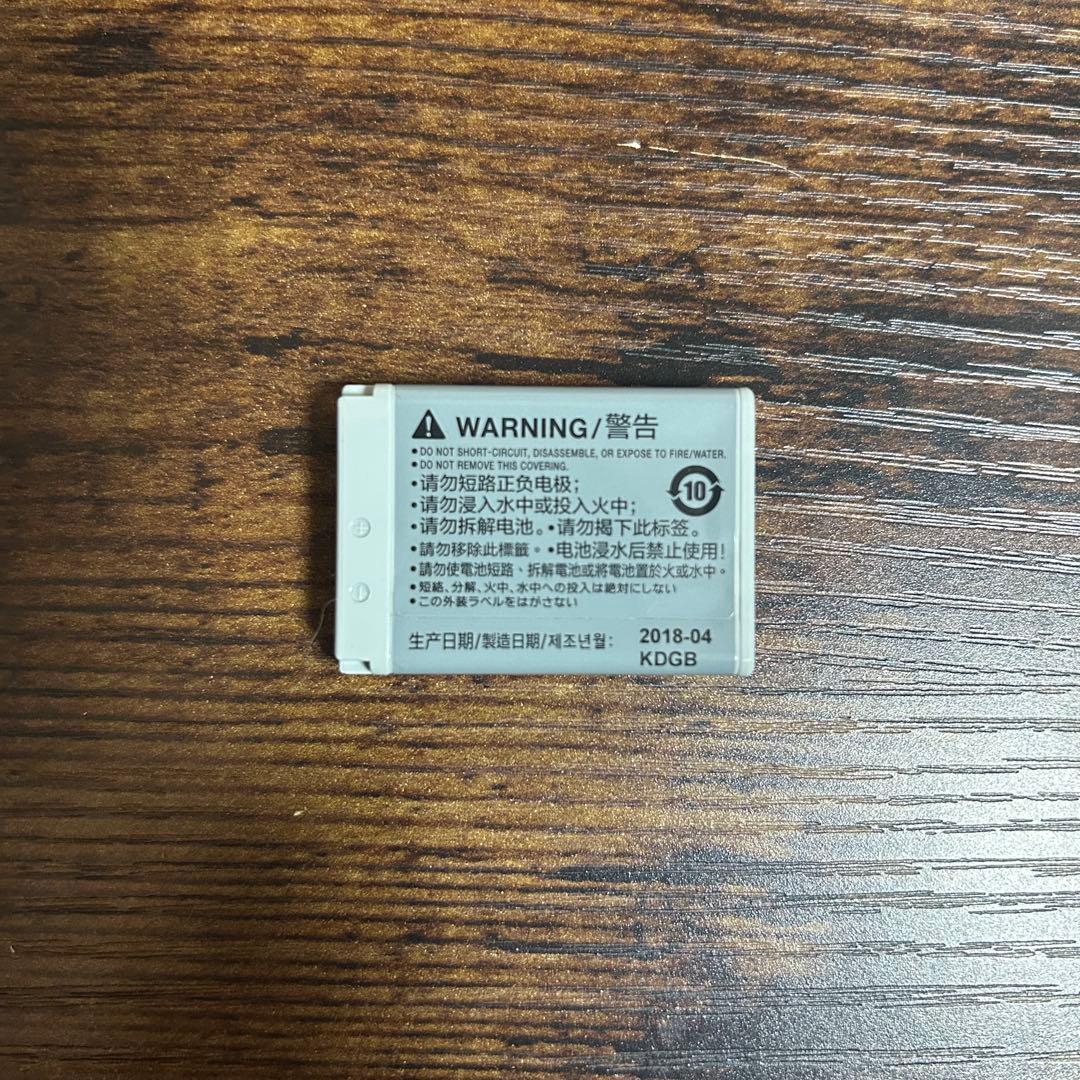 WARNING/警告
•DO NOT SHORT-CIRCUIT, DISASSEMBLE, OR EXPOSE TO FIRE/WATER.
•DO NOT REMOVE THIS COVERING.
•请勿短路正负电极；
•请勿浸入水中或投入火中；
•请勿拆解电池。•请勿揭下此标签。
•請勿移除此標籤。•电池浸水后禁止使用！
•請勿使電池短路、拆解電池或將電池置於火或水中。
•短絡、分解、火中、水中への投入は絶対にしない
•この外装ラベルをはがさない
10
+
-
生产日期/製造日期/제조년월: 2018-04
KDGB